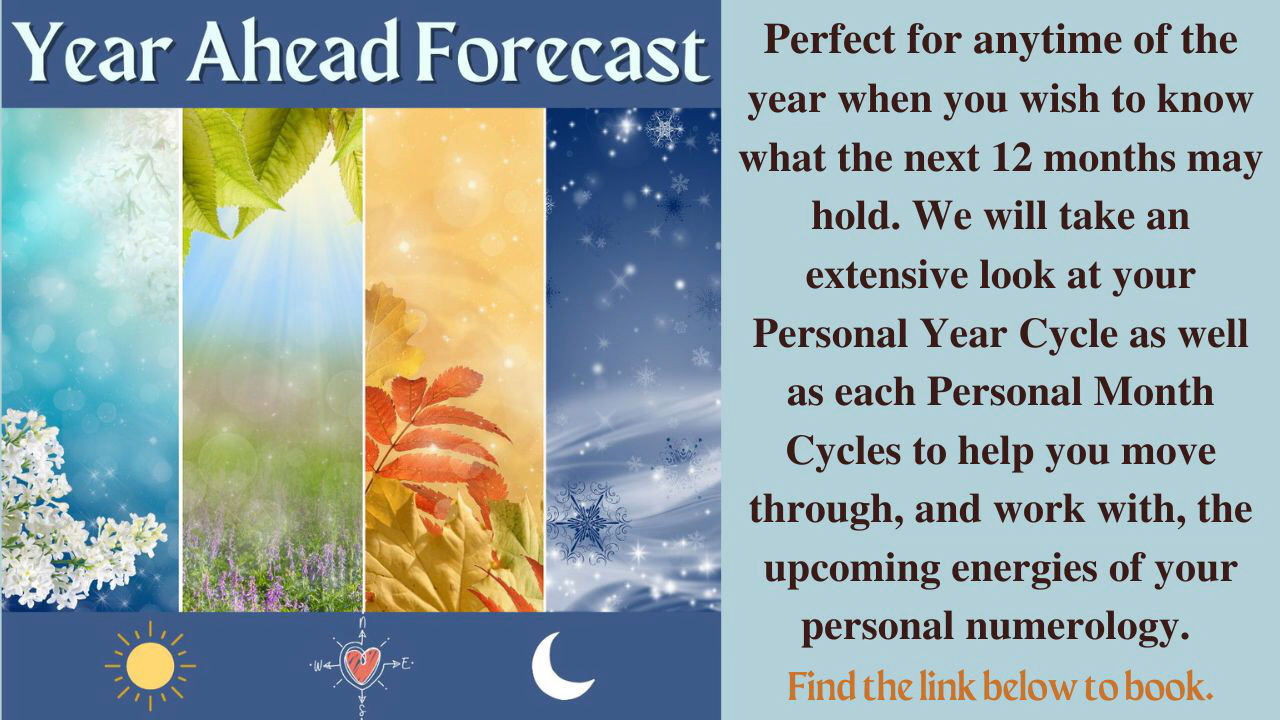 Year Ahead Forecast
Perfect for anytime of the
year when you wish to know
what the next 12 months may
hold. We will take an
extensive look at your
Personal Year Cycle as well
as each Personal Month
Cycles to help you move
through, and work with, the
upcoming energies of your
personal numerology.
Find the link below to book.
n
W E
S